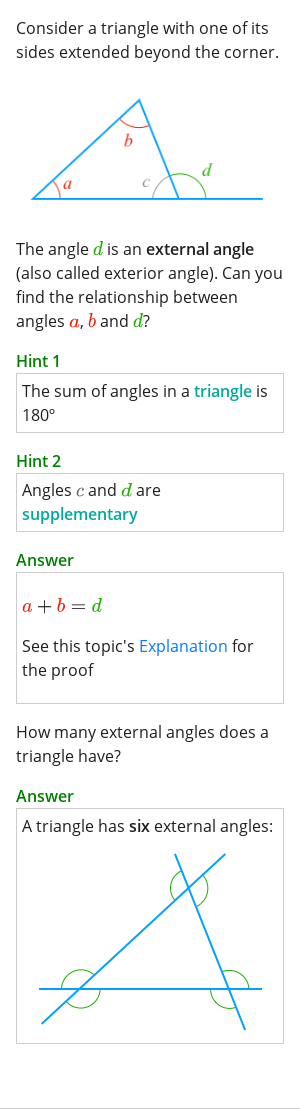 Consider a triangle with one of its
sides extended beyond the corner.
b
d
a
c
The angle d is an external angle
(also called exterior angle). Can you
find the relationship between
angles a, b and d?
Hint 1
The sum of angles in a triangle is
180º
Hint 2
Angles c and d are
supplementary
Answer
a + b = d
See this topic's Explanation for
the proof
How many external angles does a
triangle have?
Answer
A triangle has six external angles: